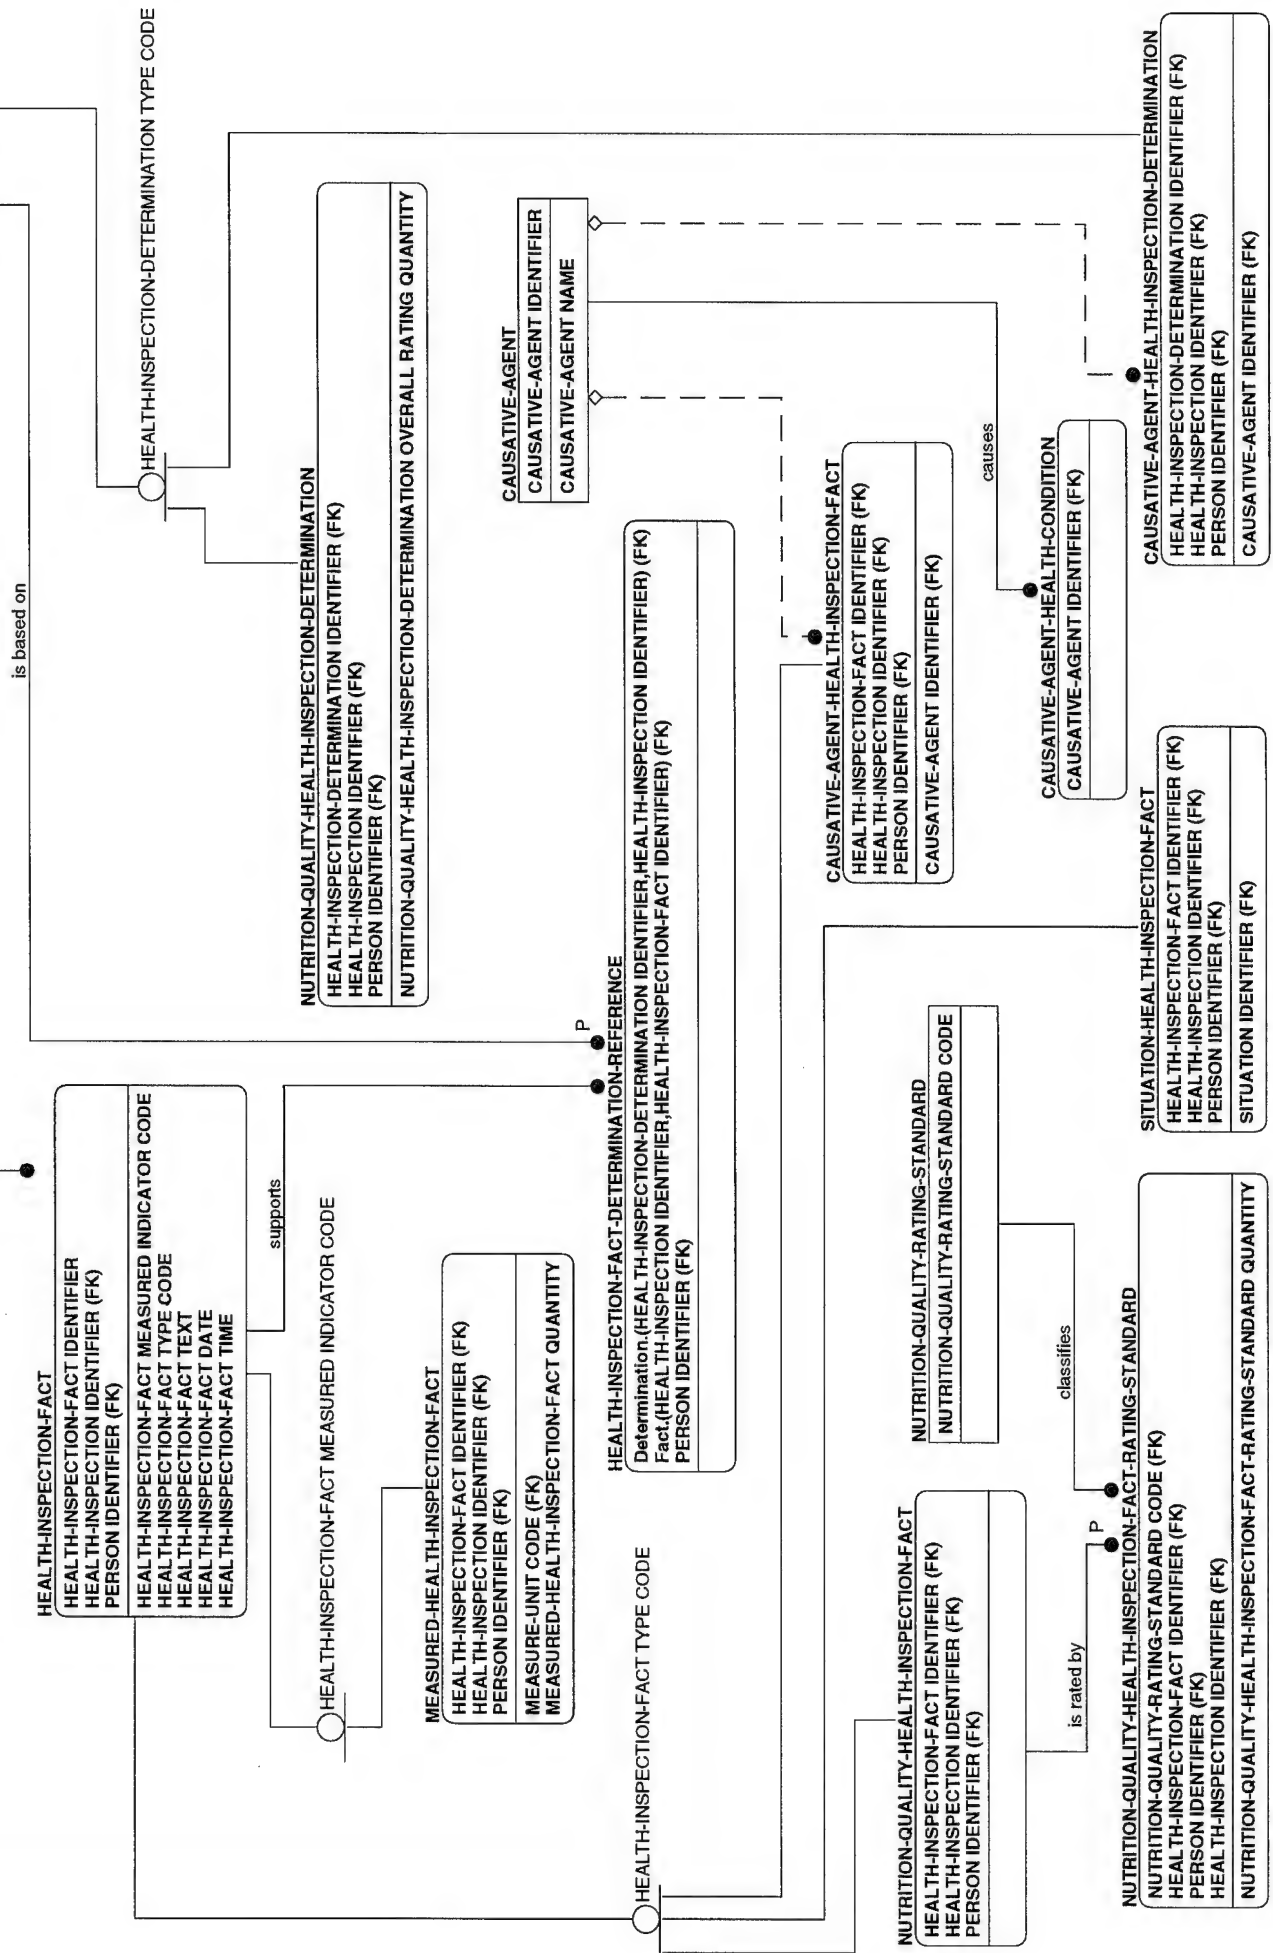 HEALTH-INSPECTION-FACT
HEALTH-INSPECTION-FACT IDENTIFIER
HEALTH-INSPECTION IDENTIFIER (FK)
PERSON IDENTIFIER (FK)
HEALTH-INSPECTION-FACT MEASURED INDICATOR CODE
HEALTH-INSPECTION-FACT TYPE CODE
HEALTH-INSPECTION-FACT TEXT
HEALTH-INSPECTION-FACT DATE
HEALTH-INSPECTION-FACT TIME
supports
is based on
HEALTH-INSPECTION-DETERMINATION TYPE CODE
NUTRITION-QUALITY-HEALTH-INSPECTION-DETERMINATION
HEALTH-INSPECTION-DETERMINATION IDENTIFIER (FK)
HEALTH-INSPECTION IDENTIFIER (FK)
PERSON IDENTIFIER (FK)
NUTRITION-QUALITY-HEALTH-INSPECTION-DETERMINATION OVERALL RATING QUANTITY
HEALTH-INSPECTION-FACT MEASURED INDICATOR CODE
MEASURED-HEALTH-INSPECTION-FACT
HEALTH-INSPECTION-FACT IDENTIFIER (FK)
HEALTH-INSPECTION IDENTIFIER (FK)
PERSON IDENTIFIER (FK)
MEASURE-UNIT CODE (FK)
MEASURED-HEALTH-INSPECTION-FACT QUANTITY
CAUSATIVE-AGENT
CAUSATIVE-AGENT IDENTIFIER
CAUSATIVE-AGENT NAME
P
HEALTH-INSPECTION-FACT-DETERMINATION-REFERENCE
Determination.(HEALTH-INSPECTION-DETERMINATION IDENTIFIER,HEALTH-INSPECTION IDENTIFIER) (FK)
Fact.(HEALTH-INSPECTION IDENTIFIER,HEALTH-INSPECTION-FACT IDENTIFIER) (FK)
PERSON IDENTIFIER (FK)
HEALTH-INSPECTION-FACT TYPE CODE
CAUSATIVE-AGENT-HEALTH-INSPECTION-FACT
HEALTH-INSPECTION-FACT IDENTIFIER (FK)
HEALTH-INSPECTION IDENTIFIER (FK)
PERSON IDENTIFIER (FK)
CAUSATIVE-AGENT IDENTIFIER (FK)
causes
NUTRITION-QUALITY-HEALTH-INSPECTION-FACT
HEALTH-INSPECTION-FACT IDENTIFIER (FK)
HEALTH-INSPECTION IDENTIFIER (FK)
PERSON IDENTIFIER (FK)
NUTRITION-QUALITY-RATING-STANDARD
NUTRITION-QUALITY-RATING-STANDARD CODE
CAUSATIVE-AGENT-HEALTH-CONDITION
CAUSATIVE-AGENT IDENTIFIER (FK)
is rated by
classifies
P
NUTRITION-QUALITY-HEALTH-INSPECTION-FACT-RATING-STANDARD
NUTRITION-QUALITY-RATING-STANDARD CODE (FK)
HEALTH-INSPECTION-FACT IDENTIFIER (FK)
PERSON IDENTIFIER (FK)
HEALTH-INSPECTION IDENTIFIER (FK)
NUTRITION-QUALITY-HEALTH-INSPECTION-FACT-RATING-STANDARD QUANTITY
SITUATION-HEALTH-INSPECTION-FACT
HEALTH-INSPECTION-FACT IDENTIFIER (FK)
HEALTH-INSPECTION IDENTIFIER (FK)
PERSON IDENTIFIER (FK)
SITUATION IDENTIFIER (FK)
CAUSATIVE-AGENT-HEALTH-INSPECTION-DETERMINATION
HEALTH-INSPECTION-DETERMINATION IDENTIFIER (FK)
HEALTH-INSPECTION IDENTIFIER (FK)
PERSON IDENTIFIER (FK)
CAUSATIVE-AGENT IDENTIFIER (FK)